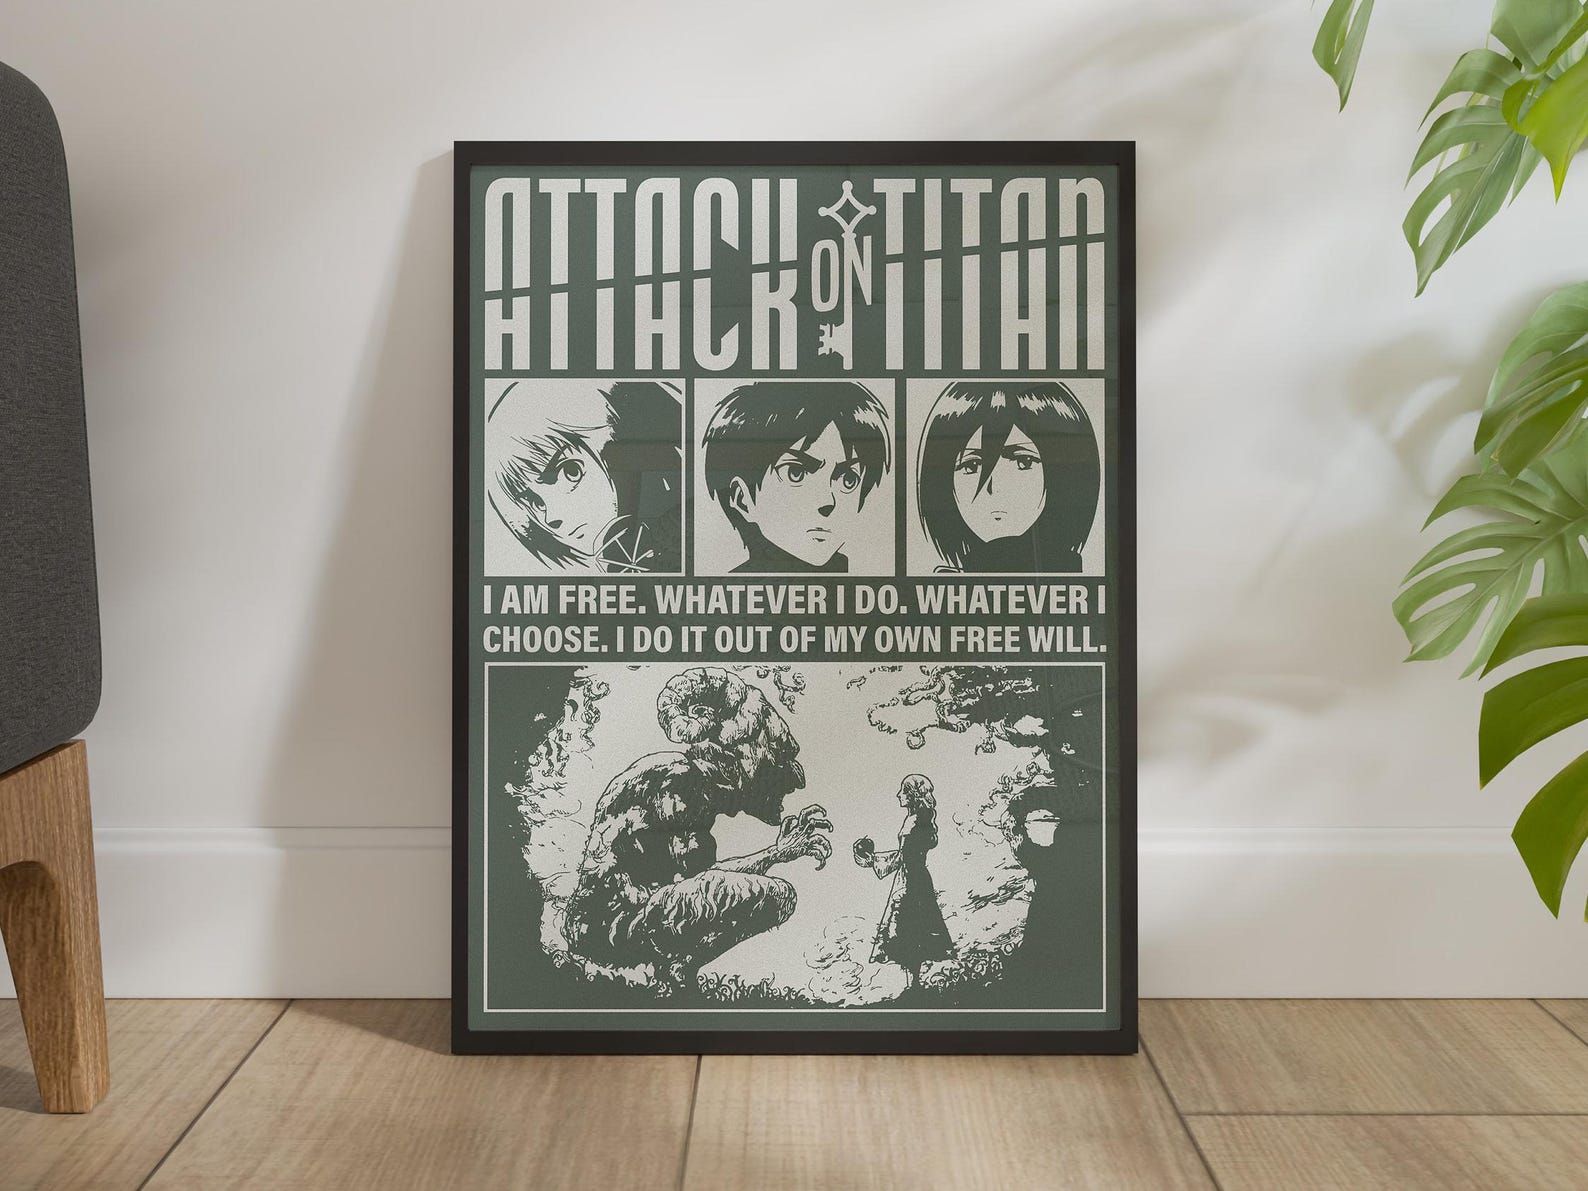 ATTACK ON TITAN
I AM FREE. WHATEVER I DO. WHATEVER I
CHOOSE. I DO IT OUT OF MY OWN FREE WILL.